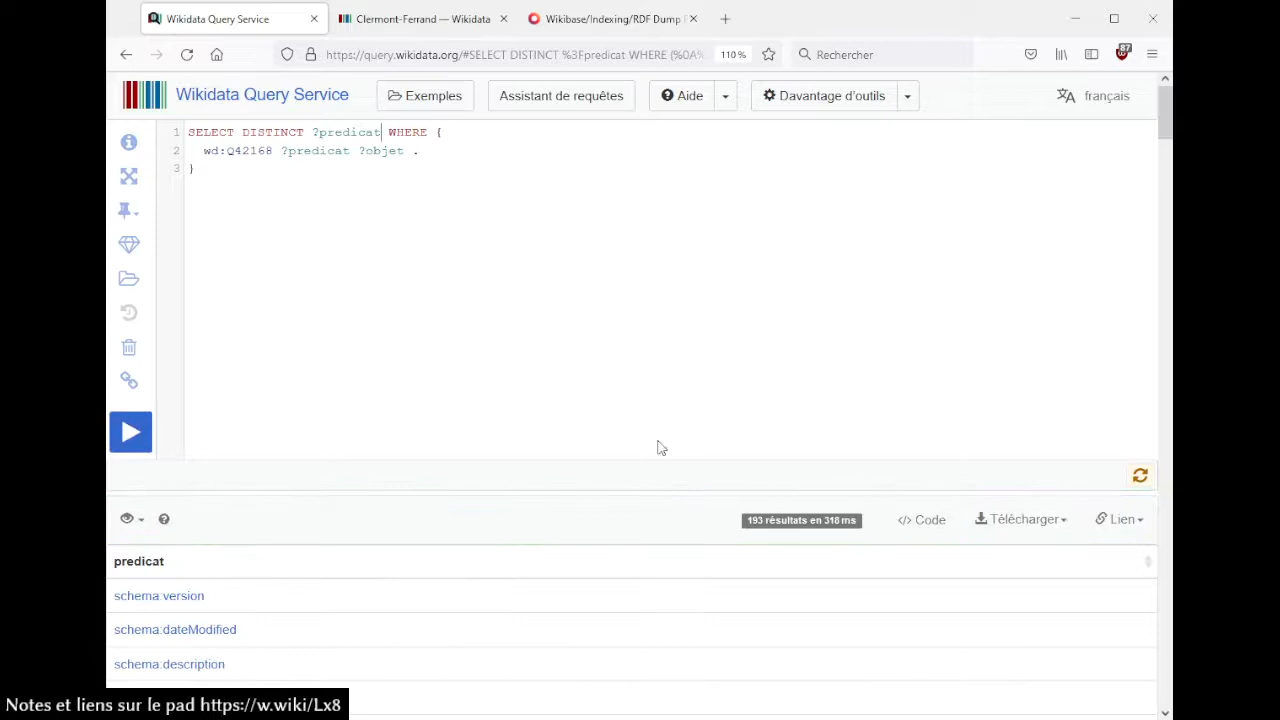 Wikidata Query Service
Clermont-Ferrand — Wikidata
Wikibase/Indexing/RDF Dump
https://query.wikidata.org/#SELECT DISTINCT %3Fpredicat WHERE {%0A%
110 %
Rechercher
87
Wikidata Query Service
Exemples
Assistant de requêtes
Aide
Davantage d'outils
français
1 SELECT DISTINCT ?predicat WHERE {
2 wd:Q42168 ?predicat ?objet .
3 }
193 résultats en 318 ms
</> Code
Télécharger
Lien
predicat
schema:version
schema:dateModified
schema:description
Notes et liens sur le pad https://w.wiki/Lx8